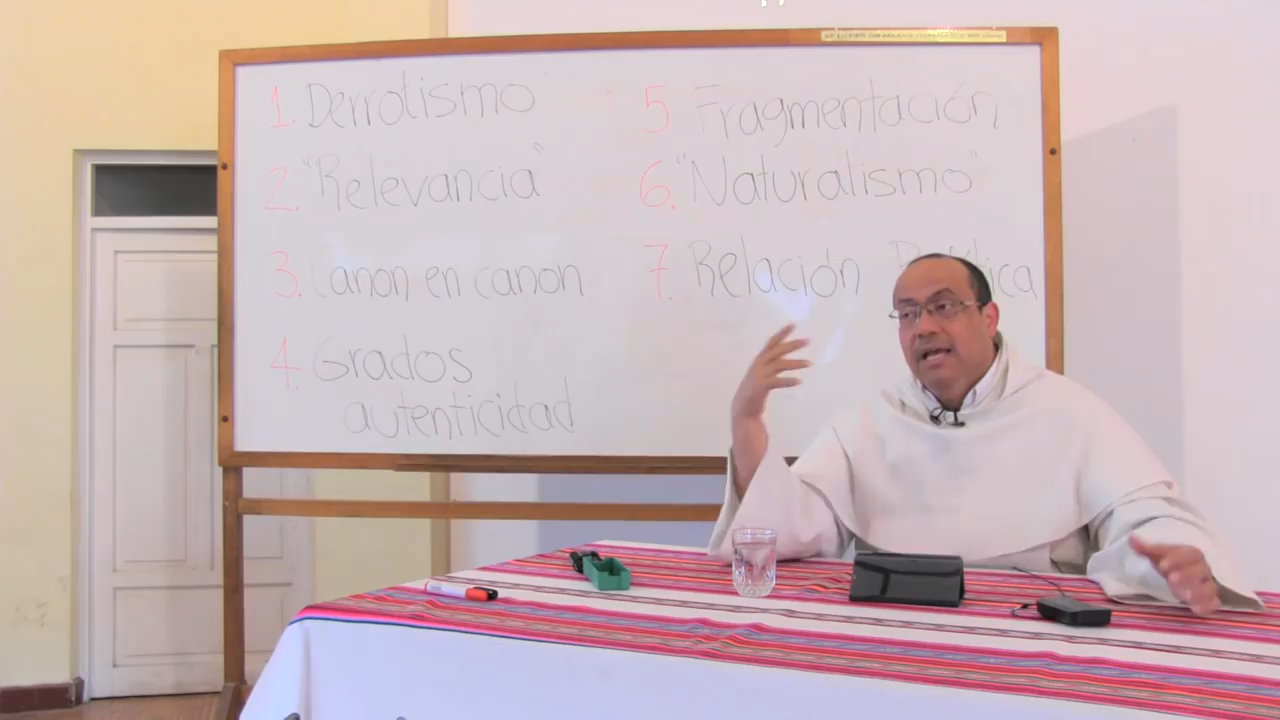 1. Derrotismo
2. "Relevancia"
3. Canon en canon
4. Grados
autenticidad
5 Fragmentación
6. "Naturalismo"
7. Relación